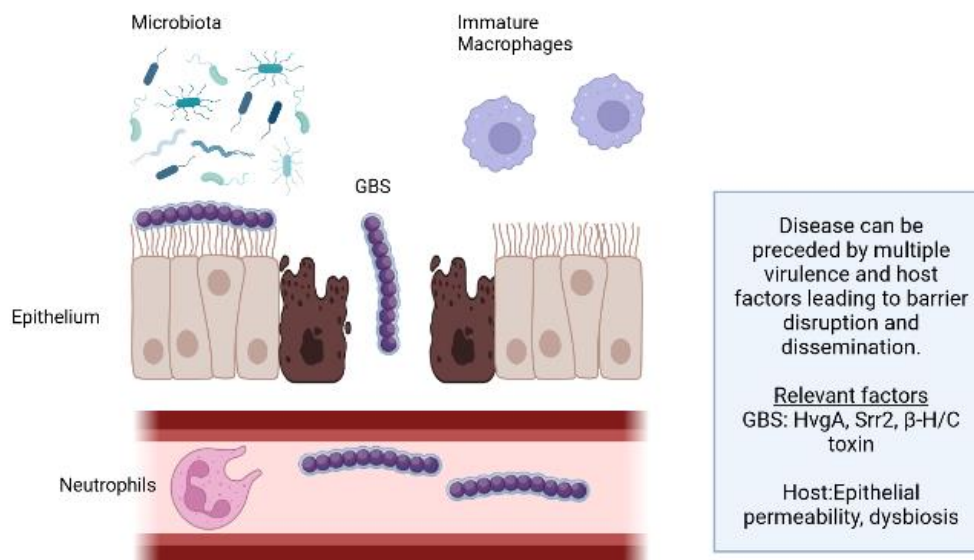 Microbiota
Immature
Macrophages
GBS
Epithelium
Neutrophils
Disease can be
preceded by multiple
virulence and host
factors leading to barrier
disruption and
dissemination.
Relevant factors
GBS: HvgA, Srr2, β-H/C
toxin
Host:Epithelial
permeability, dysbiosis